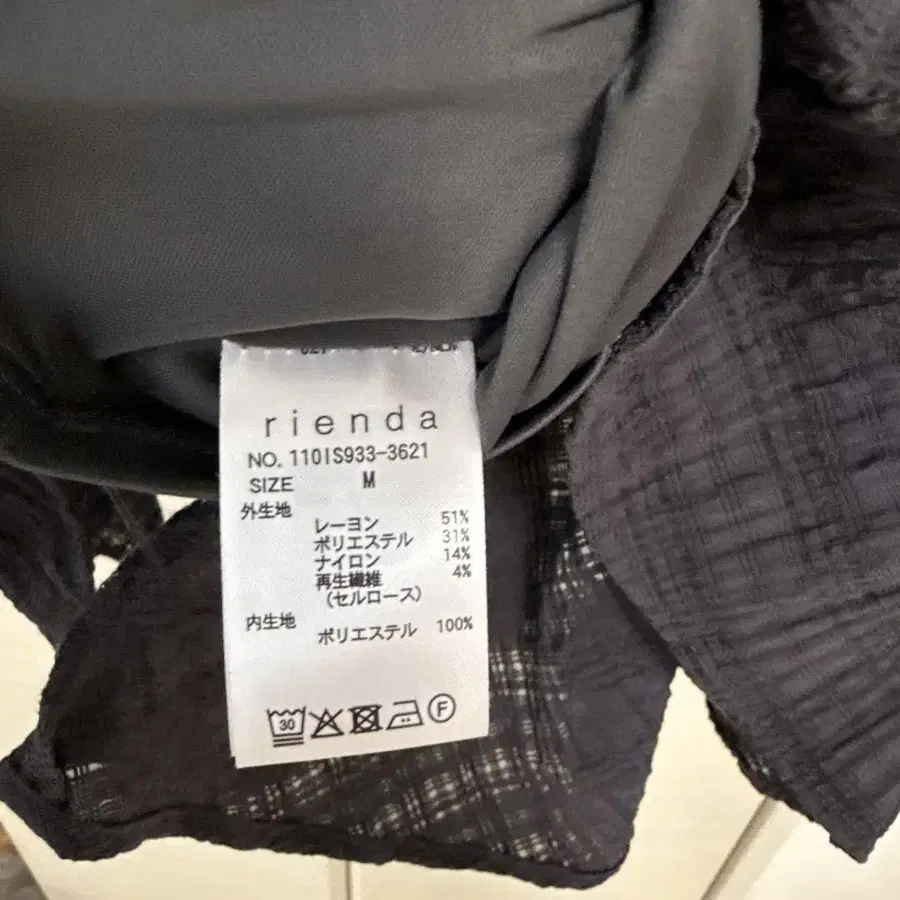 rienda
NO. 110IS933-3621
SIZE M
外生地
レーヨン 51%
ポリエステル 31%
ナイロン 14%
再生繊維 4%
(セルロース)
内生地
ポリエステル 100%
30 F